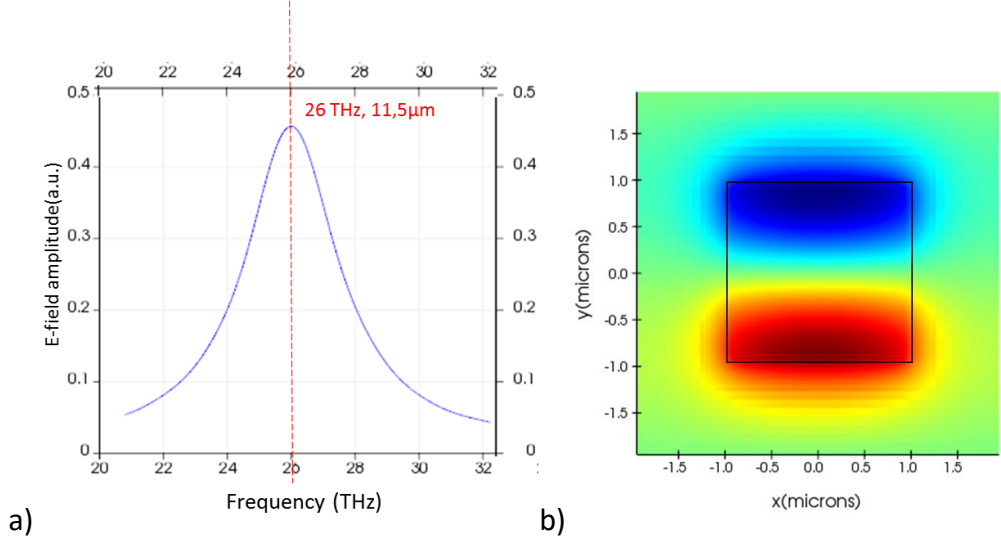 20 22 24 26 28 30 32
0.5 0.5
26 THz, 11,5µm
0.4 0.4
0.3 0.3
0.2 0.2
0.1 0.1
0 0
20 22 24 26 28 30 32
E-field amplitude(a.u.)
Frequency (THz)
a)
1.5
1.0
0.5
0.0
-0.5
-1.0
-1.5
y(microns)
-1.5 -1.0 -0.5 0.0 0.5 1.0 1.5
x(microns)
b)